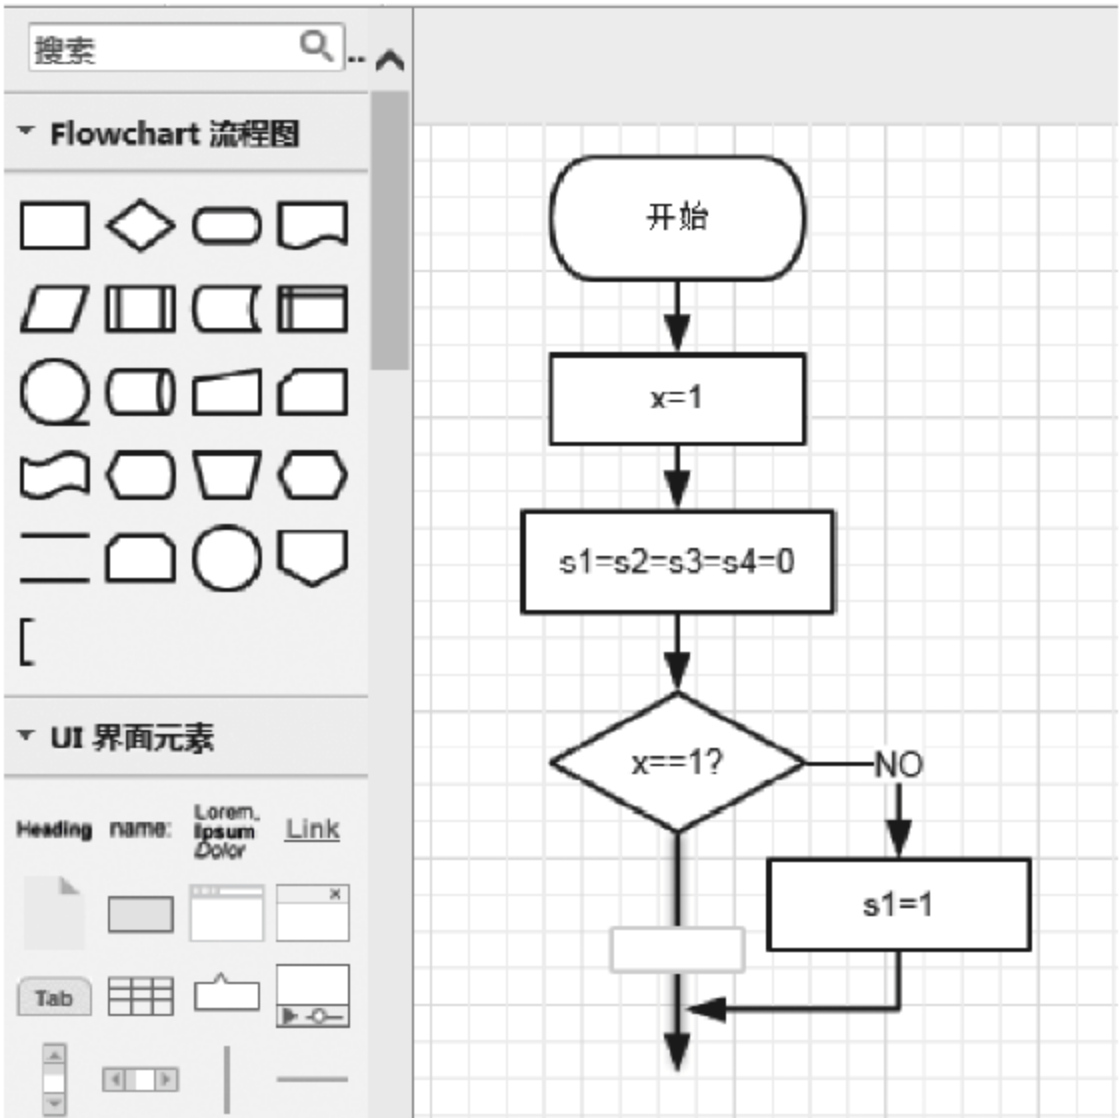 搜索
..
Flowchart 流程图
UI 界面元素
Heading
name:
Lorem,
Ipsum
Dolor
Link
Tab
开始
x=1
s1=s2=s3=s4=0
x==1?
NO
s1=1